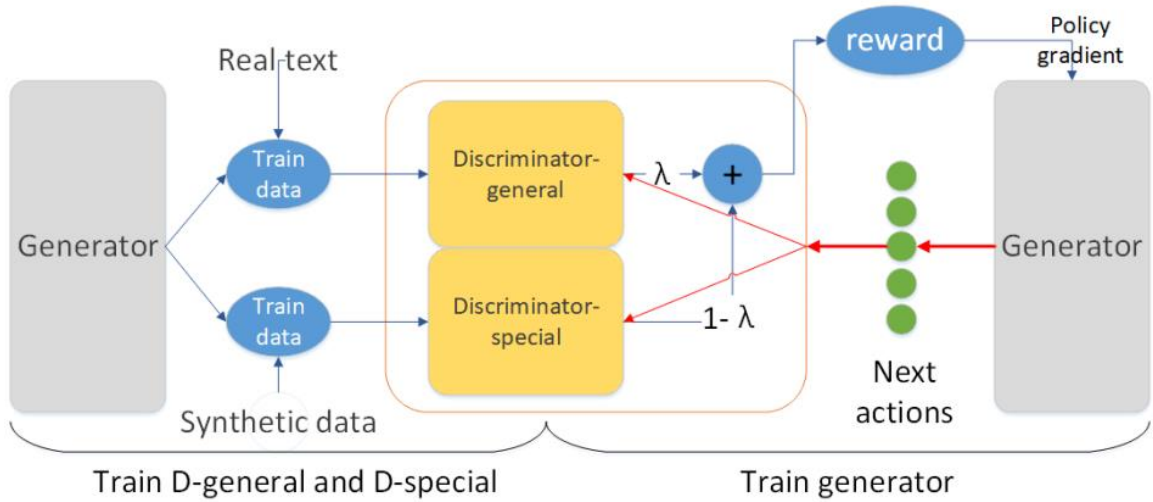 Real text
reward
Policy
gradient
Generator
Train
data
Discriminator-
general
λ
+
Generator
Train
data
Discriminator-
special
1- λ
Synthetic data
Next
actions
Train D-general and D-special
Train generator